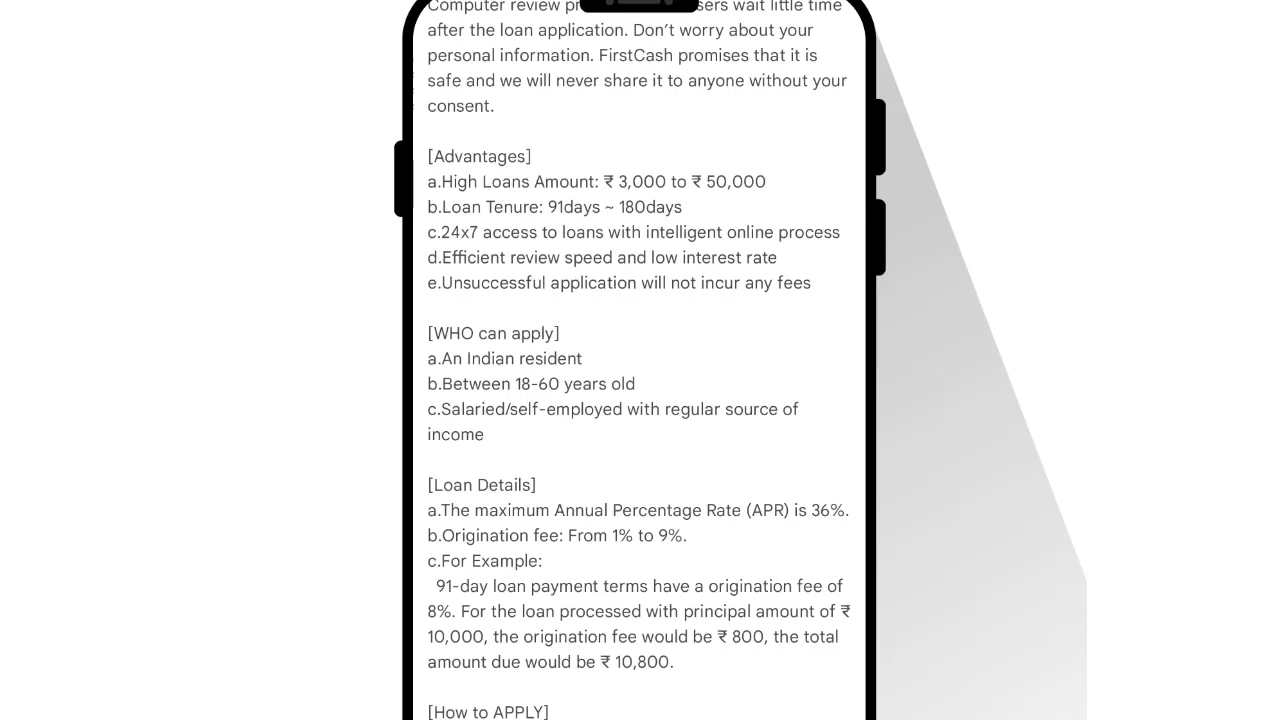 Computer review pr sers wait little time
after the loan application. Don’t worry about your
personal information. FirstCash promises that it is
safe and we will never share it to anyone without your
consent.
[Advantages]
a.High Loans Amount: ₹ 3,000 to ₹ 50,000
b.Loan Tenure: 91days ~ 180days
c.24x7 access to loans with intelligent online process
d.Efficient review speed and low interest rate
e.Unsuccessful application will not incur any fees
[WHO can apply]
a.An Indian resident
b.Between 18-60 years old
c.Salaried/self-employed with regular source of
income
[Loan Details]
a.The maximum Annual Percentage Rate (APR) is 36%.
b.Origination fee: From 1% to 9%.
c.For Example:
91-day loan payment terms have a origination fee of
8%. For the loan processed with principal amount of ₹
10,000, the origination fee would be ₹ 800, the total
amount due would be ₹ 10,800.
[How to APPLY]